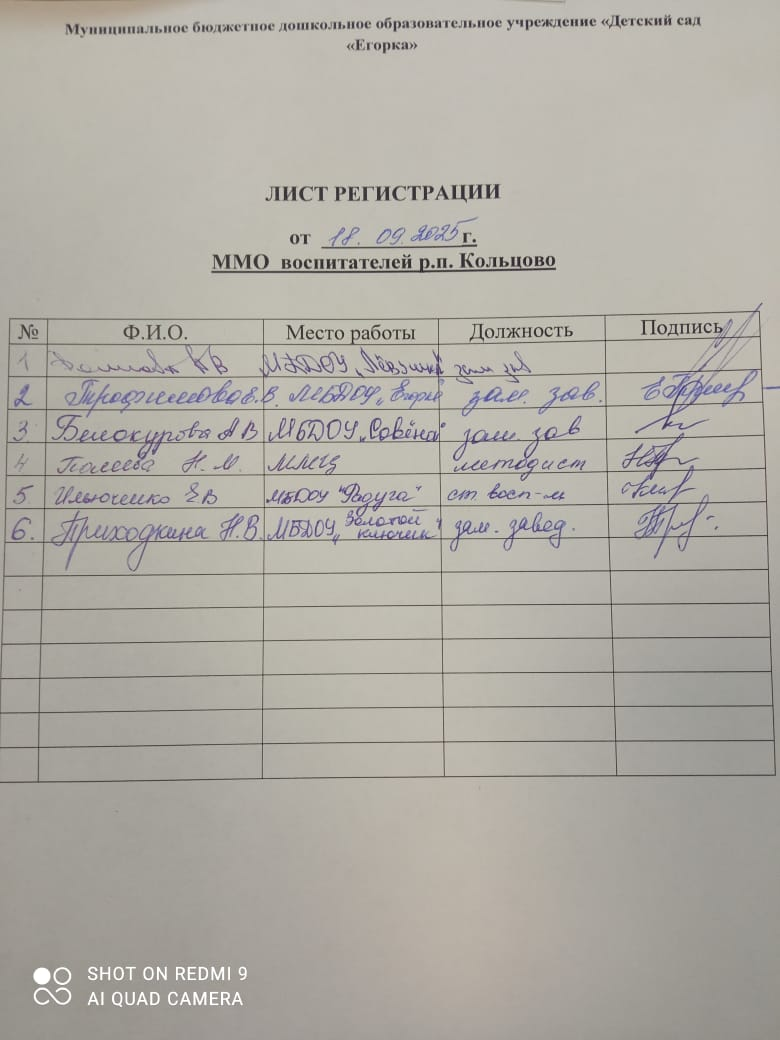 Муниципальное бюджетное дошкольное образовательное учреждение «Детский сад
«Егорка»
ЛИСТ РЕГИСТРАЦИИ
от 18. 09. 2025 г.
ММО воспитателей р.п. Кольцово
№ Ф.И.О. Место работы Должность Подпись
1 МБДОУ „Лёвушка" зам зав
2 Трофимова Е.В. МБДОУ „Егорка" зам. зав.
3. Белокурова А В МБДОУ „Совёнок" зам. зав
4 Н. М. ММЦ методист
5. Ильюченко Е В МБДОУ "Радуга" ст восп-ль
6. Приходкина Н.В. МБДОУ „Золотой ключик" зам. завед.
SHOT ON REDMI 9
AI QUAD CAMERA